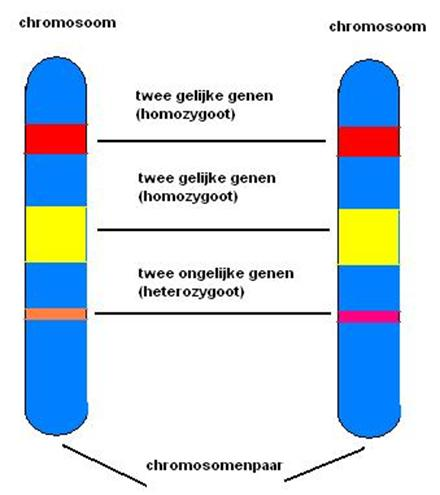 chromosoom
chromosoom
twee gelijke genen
(homozygoot)
twee gelijke genen
(homozygoot)
twee ongelijke genen
(heterozygoot)
chromosomenpaar